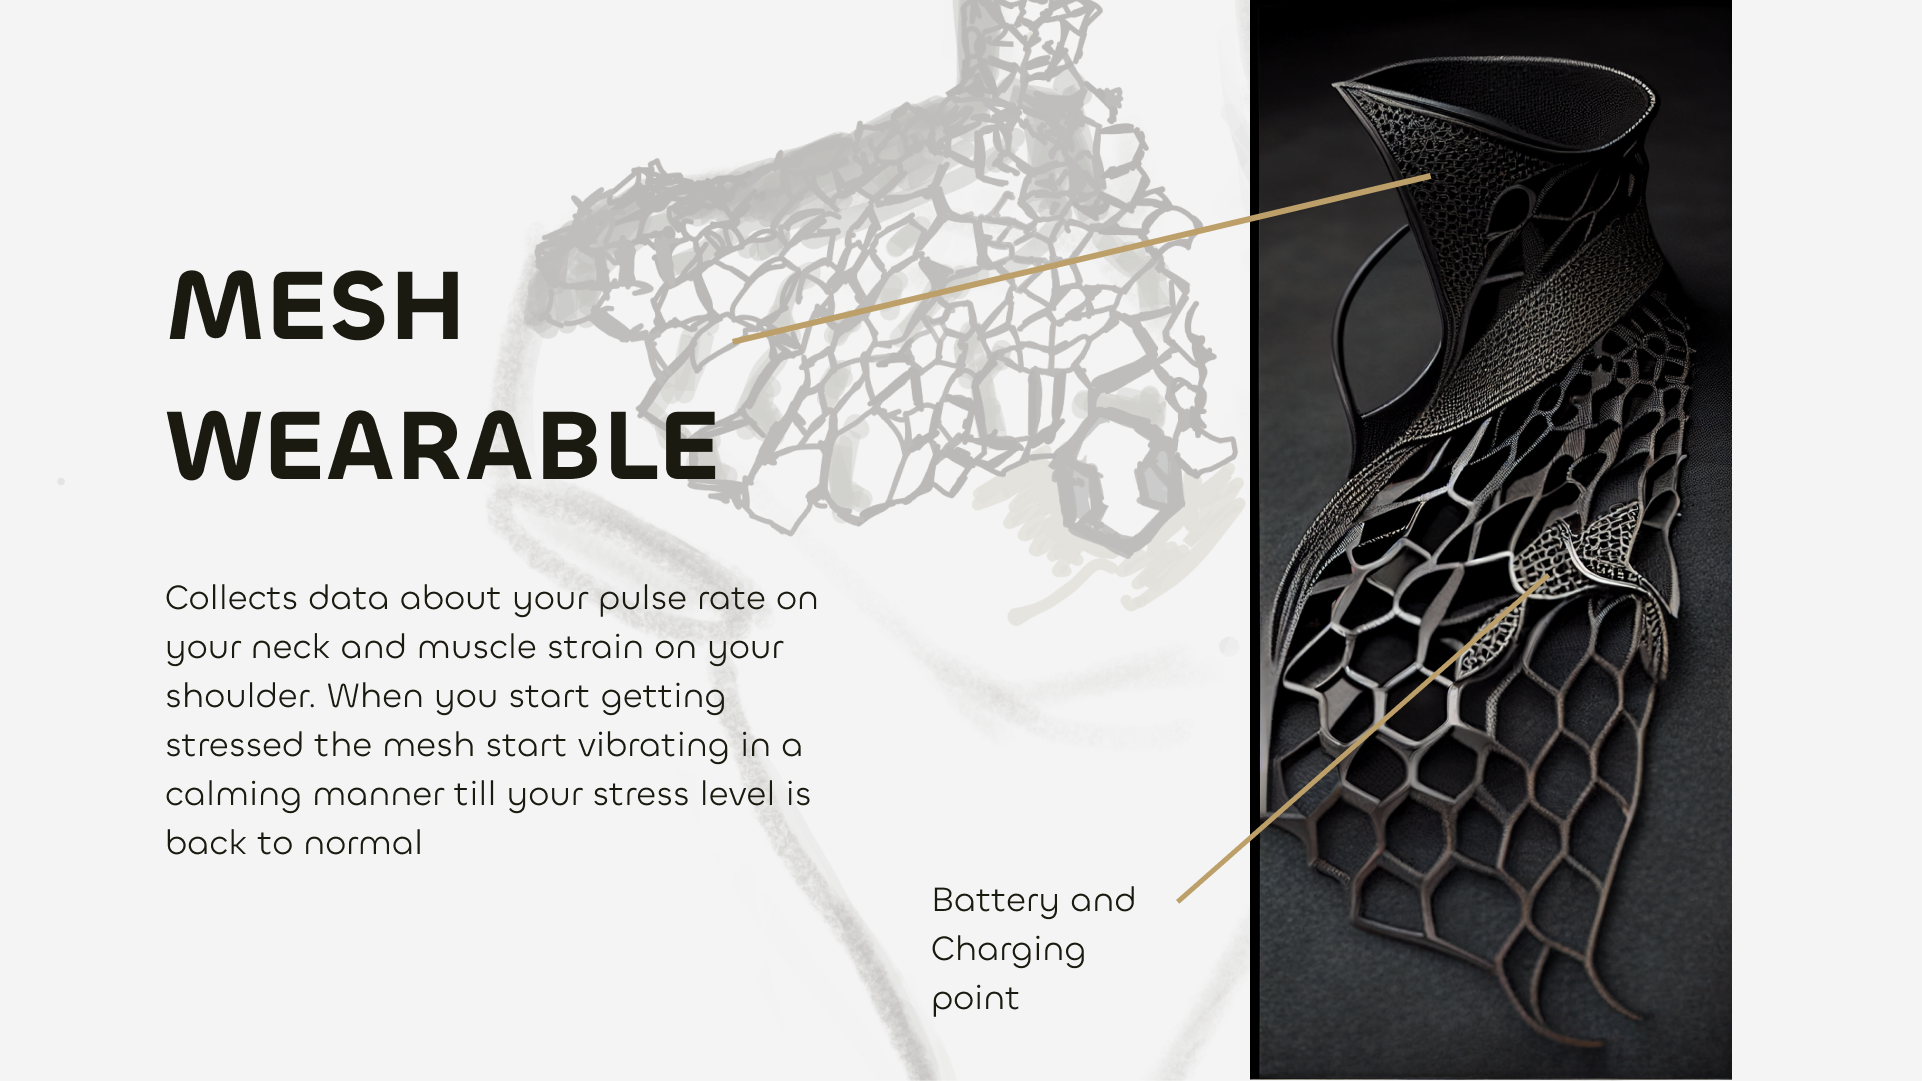 MESH
WEARABLE
Collects data about your pulse rate on
your neck and muscle strain on your
shoulder. When you start getting
stressed the mesh start vibrating in a
calming manner till your stress level is
back to normal
Battery and
Charging
point